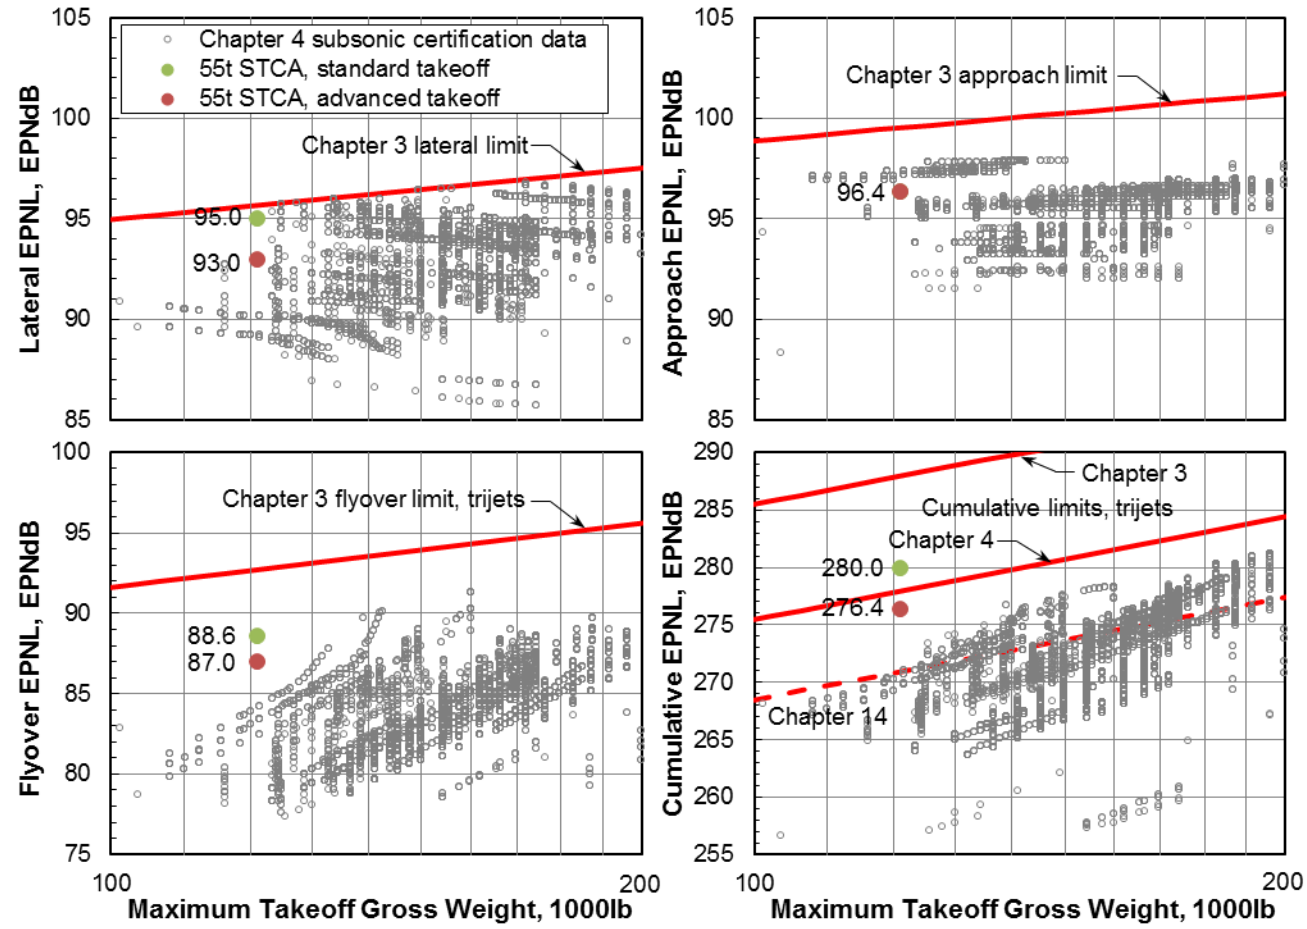 105
100
95
90
85
Lateral EPNL, EPNdB
Chapter 4 subsonic certification data
55t STCA, standard takeoff
55t STCA, advanced takeoff
Chapter 3 lateral limit
95.0
93.0
100
200
105
100
95
90
85
Approach EPNL, EPNdB
Chapter 3 approach limit
96.4
100
95
90
85
80
75
Flyover EPNL, EPNdB
Chapter 3 flyover limit, trijets
88.6
87.0
100
200
Maximum Takeoff Gross Weight, 1000lb
290
285
280
275
270
265
260
255
Cumulative EPNL, EPNdB
Chapter 3
Cumulative limits, trijets
Chapter 4
280.0
276.4
Chapter 14
100
200
Maximum Takeoff Gross Weight, 1000lb